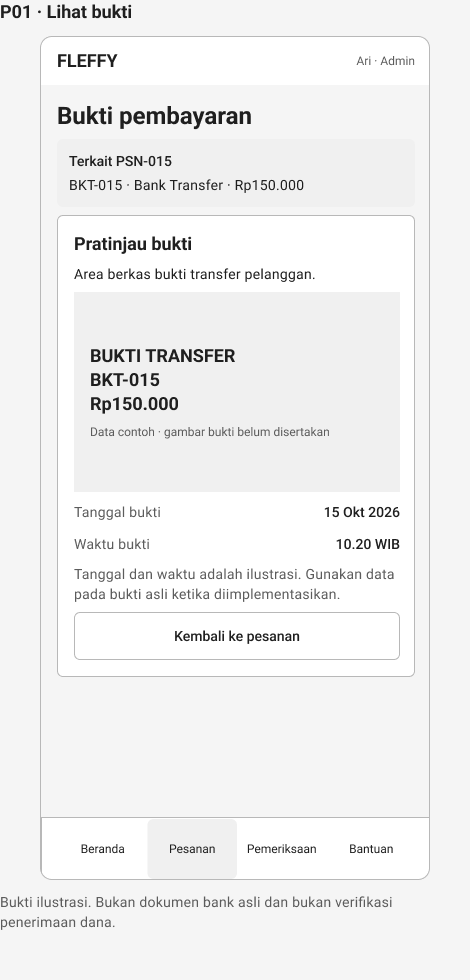 P01 · Lihat bukti
FLEFFY
Ari · Admin
Bukti pembayaran
Terkait PSN-015
BKT-015 · Bank Transfer · Rp150.000
Pratinjau bukti
Area berkas bukti transfer pelanggan.
BUKTI TRANSFER
BKT-015
Rp150.000
Data contoh · gambar bukti belum disertakan
Tanggal bukti 15 Okt 2026
Waktu bukti 10.20 WIB
Tanggal dan waktu adalah ilustrasi. Gunakan data
pada bukti asli ketika diimplementasikan.
Kembali ke pesanan
Beranda Pesanan Pemeriksaan Bantuan
Bukti ilustrasi. Bukan dokumen bank asli dan bukan verifikasi
penerimaan dana.